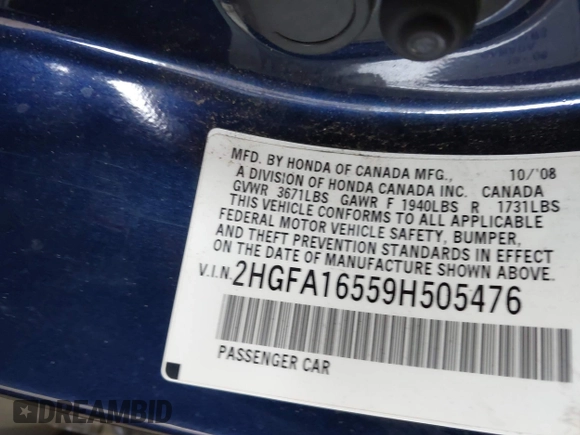 MFD. BY HONDA OF CANADA MFG., 10/'08
A DIVISION OF HONDA CANADA INC. CANADA
GVWR 3671LBS GAWR F 1940LBS R 1731LBS
THIS VEHICLE CONFORMS TO ALL APPLICABLE
FEDERAL MOTOR VEHICLE SAFETY, BUMPER,
AND THEFT PREVENTION STANDARDS IN EFFECT
ON THE DATE OF MANUFACTURE SHOWN ABOVE.
V.I.N. 2HGFA16559H505476
PASSENGER CAR
DREAMBID